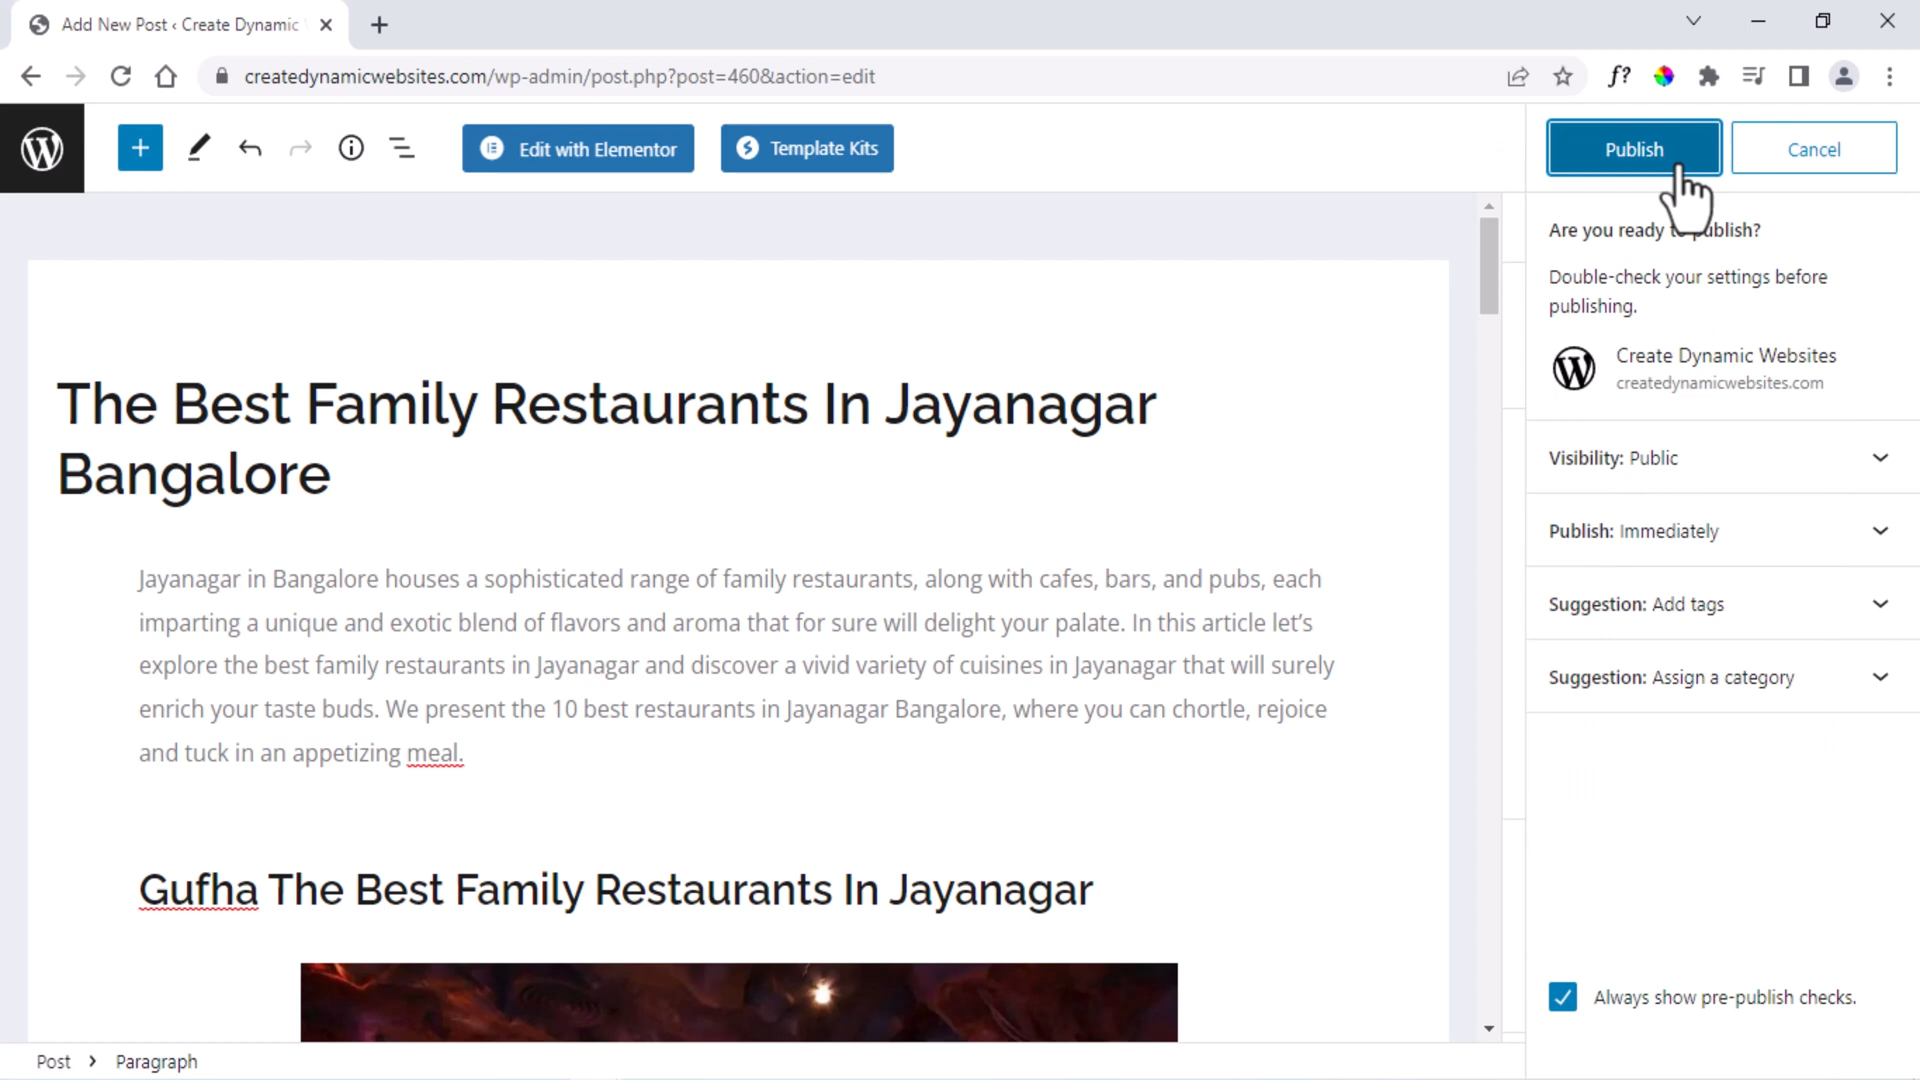 Add New Post ‹ Create Dynamic
createdynamicwebsites.com/wp-admin/post.php?post=460&action=edit
f?
Edit with Elementor
Template Kits
Publish
Cancel
Are you ready to publish?
Double-check your settings before
publishing.
Create Dynamic Websites
createdynamicwebsites.com
Visibility: Public
Publish: Immediately
Suggestion: Add tags
Suggestion: Assign a category
Always show pre-publish checks.
The Best Family Restaurants In Jayanagar
Bangalore
Jayanagar in Bangalore houses a sophisticated range of family restaurants, along with cafes, bars, and pubs, each
imparting a unique and exotic blend of flavors and aroma that for sure will delight your palate. In this article let’s
explore the best family restaurants in Jayanagar and discover a vivid variety of cuisines in Jayanagar that will surely
enrich your taste buds. We present the 10 best restaurants in Jayanagar Bangalore, where you can chortle, rejoice
and tuck in an appetizing meal.
Gufha The Best Family Restaurants In Jayanagar
Post › Paragraph